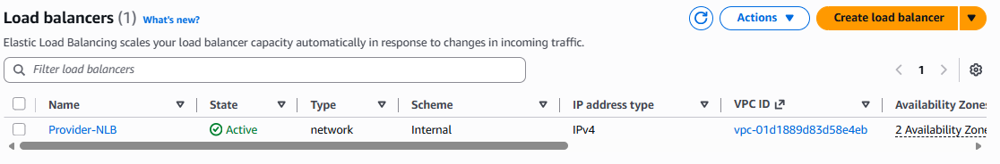 Load balancers (1) What's new?
Actions
Create load balancer
Elastic Load Balancing scales your load balancer capacity automatically in response to changes in incoming traffic.
Filter load balancers
1
Name State Type Scheme IP address type VPC ID Availability Zones
Provider-NLB Active network Internal IPv4 vpc-01d1889d83d58e4eb 2 Availability Zone